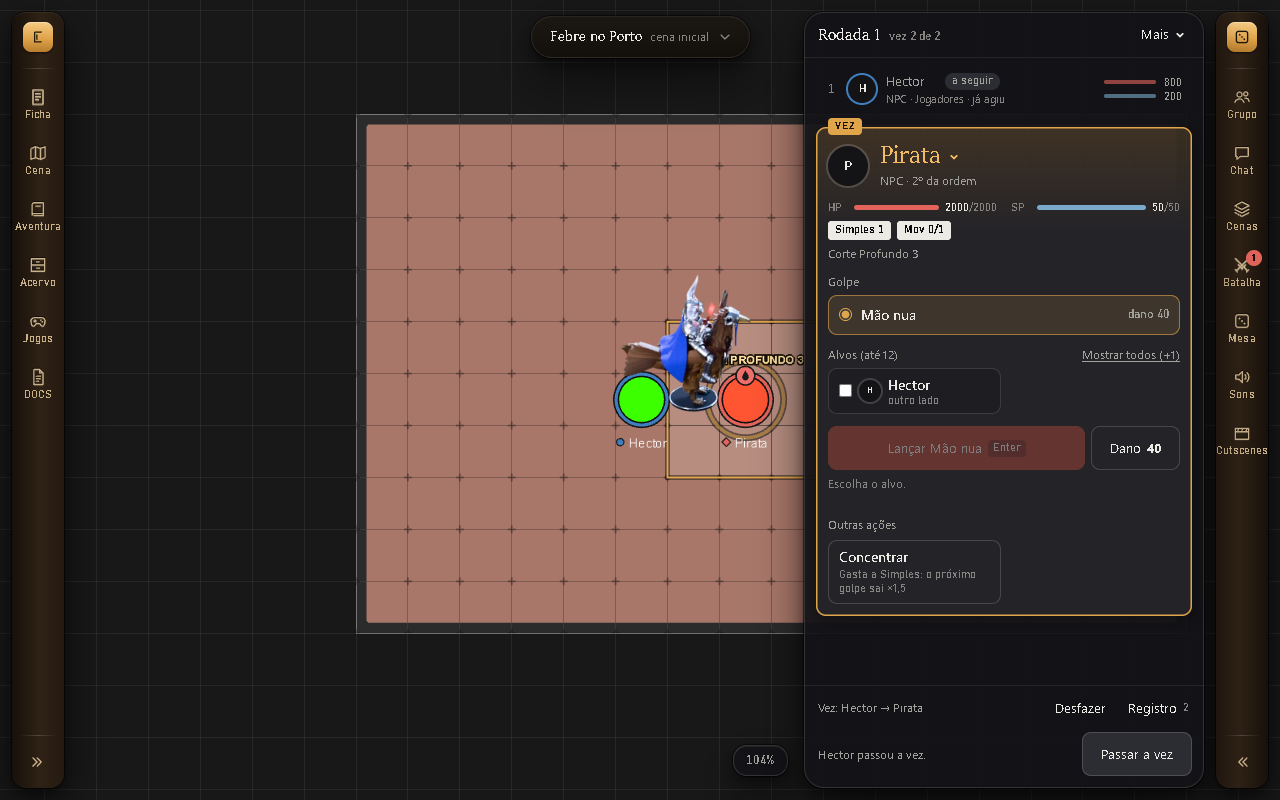 Ficha
Cena
Aventura
Acervo
Jogos
DOCS
Febre no Porto cena inicial
PROFUNDO 3
Hector
Pirata
104%
Rodada 1 vez 2 de 2
Mais
1
H
Hector a seguir
NPC · Jogadores · já agiu
800
200
VEZ
P
Pirata
NPC · 2º da ordem
HP 2000/2000 SP 50/50
Simples 1 Mov 0/1
Corte Profundo 3
Golpe
Mão nua dano 40
Alvos (até 12) Mostrar todos (+1)
H
Hector
outro lado
Lançar Mão nua Enter Dano 40
Escolha o alvo.
Outras ações
Concentrar
Gasta a Simples: o próximo
golpe sai ×1,5
Vez: Hector → Pirata Desfazer Registro 2
Hector passou a vez. Passar a vez
Grupo
Chat
Cenas
1
Batalha
Mesa
Sons
Cutscenes